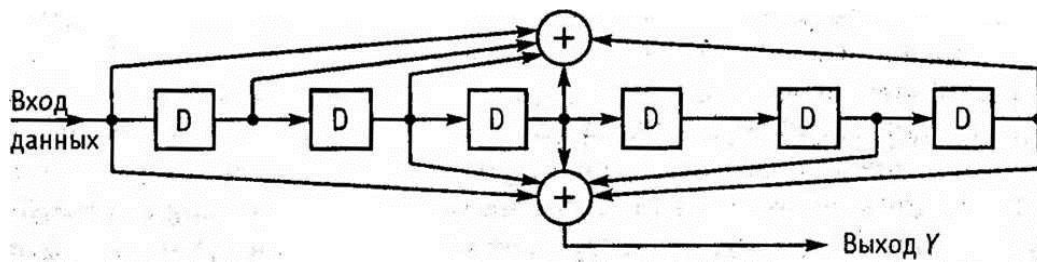 +
Вход
данных
D D D D D D
+
Выход Y